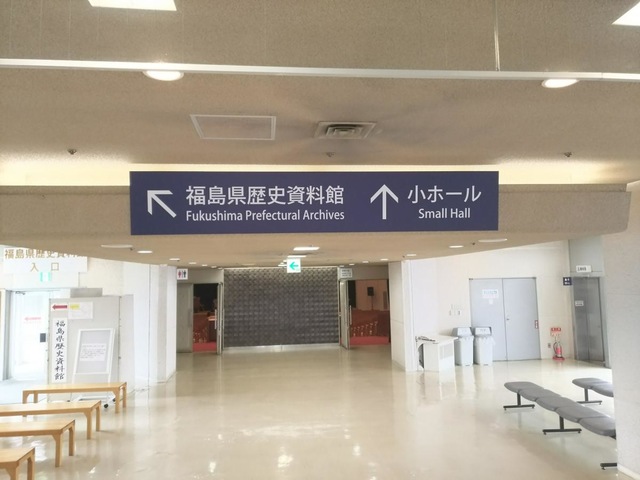 福島県歴史資料館
Fukushima Prefectural Archives
小ホール
Small Hall
福島県歴史資料
入口
福島県歴史資料館